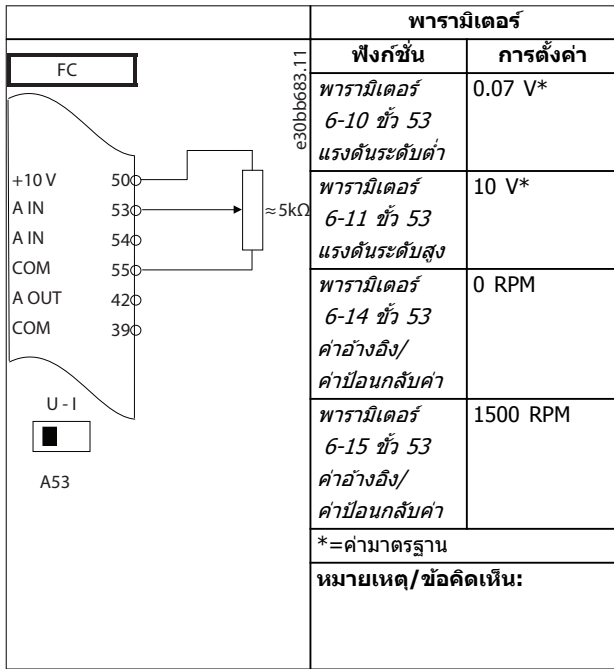 พารามิเตอร์
ฟังก์ชั่น การตั้งค่า
พารามิเตอร์ 0.07 V*
6-10 ขั้ว 53
แรงดันระดับต่ำ
พารามิเตอร์ 10 V*
6-11 ขั้ว 53
แรงดันระดับสูง
พารามิเตอร์ 0 RPM
6-14 ขั้ว 53
ค่าอ้างอิง/
ค่าป้อนกลับค่า
พารามิเตอร์ 1500 RPM
6-15 ขั้ว 53
ค่าอ้างอิง/
ค่าป้อนกลับค่า
*=ค่ามาตรฐาน
หมายเหตุ/ข้อคิดเห็น:
FC
e30bb683.11
+10 V 50
A IN 53
≈5kΩ
A IN 54
COM 55
A OUT 42
COM 39
U - I
A53